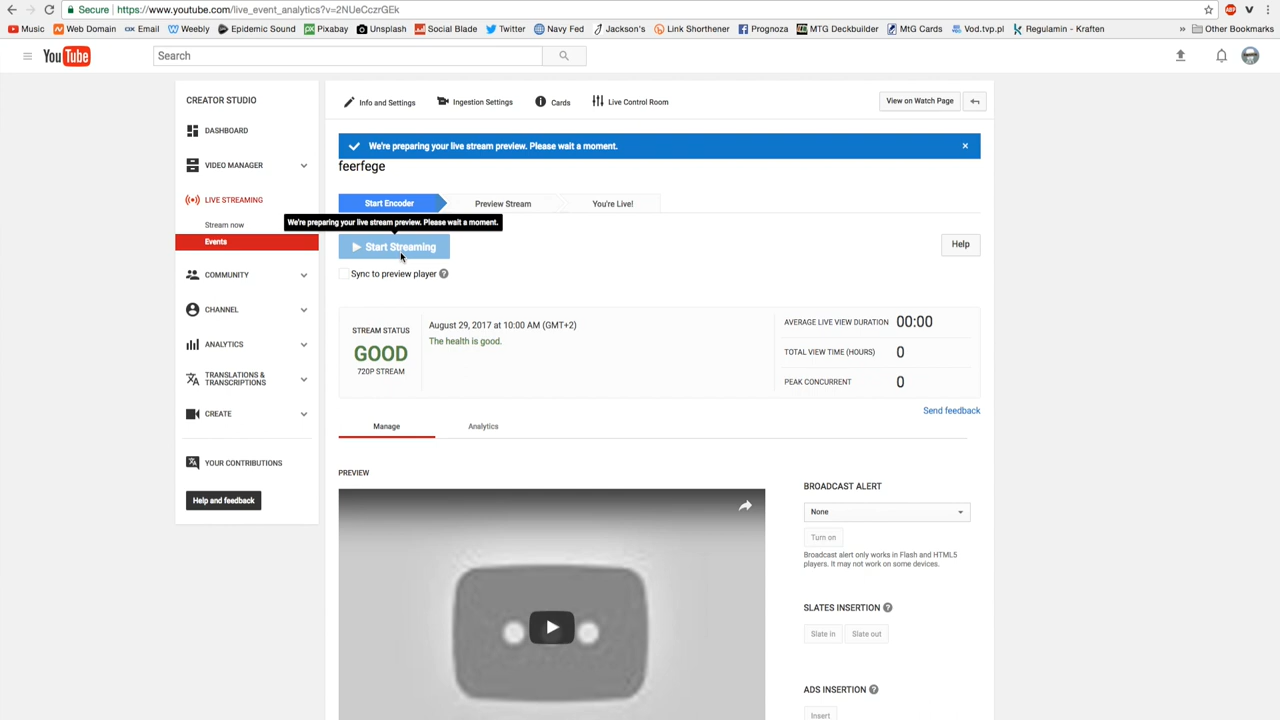 Secure https://www.youtube.com/live_event_analytics?v=2NUeCczrGEk
Music Web Domain Email Weebly Epidemic Sound Pixabay Unsplash Social Blade Twitter Navy Fed Jackson's Link Shorthener Prognoza MTG Deckbuilder MtG Cards Vod.tvp.pl Regulamin - Kraften » Other Bookmarks
YouTube Search
CREATOR STUDIO
DASHBOARD
VIDEO MANAGER
LIVE STREAMING
Stream now
Events
COMMUNITY
CHANNEL
ANALYTICS
TRANSLATIONS &
TRANSCRIPTIONS
CREATE
YOUR CONTRIBUTIONS
Help and feedback
Info and Settings Ingestion Settings Cards Live Control Room View on Watch Page
We're preparing your live stream preview. Please wait a moment. ×
feerfege
Start Encoder Preview Stream You're Live!
We're preparing your live stream preview. Please wait a moment.
Start Streaming Help
Sync to preview player ?
STREAM STATUS
GOOD
720P STREAM
August 29, 2017 at 10:00 AM (GMT+2)
The health is good.
AVERAGE LIVE VIEW DURATION 00:00
TOTAL VIEW TIME (HOURS) 0
PEAK CONCURRENT 0
Send feedback
Manage Analytics
PREVIEW
BROADCAST ALERT
None
Turn on
Broadcast alert only works in Flash and HTML5
players. It may not work on some devices.
SLATES INSERTION ?
Slate in Slate out
ADS INSERTION ?
Insert